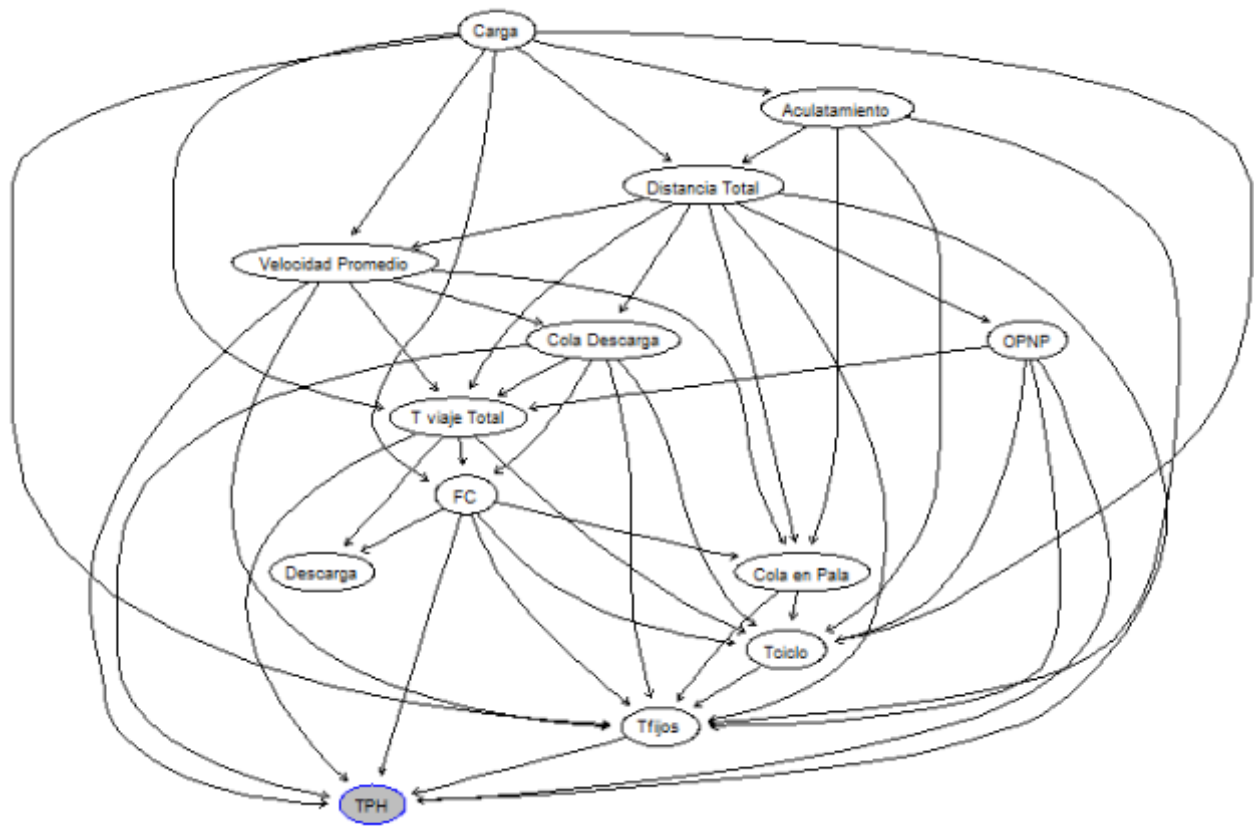 Carga
Aculatamiento
Distancia Total
Velocidad Promedio
Cola Descarga
OPNP
T viaje Total
FC
Descarga
Cola en Pala
Tciclo
Tfijos
TPH